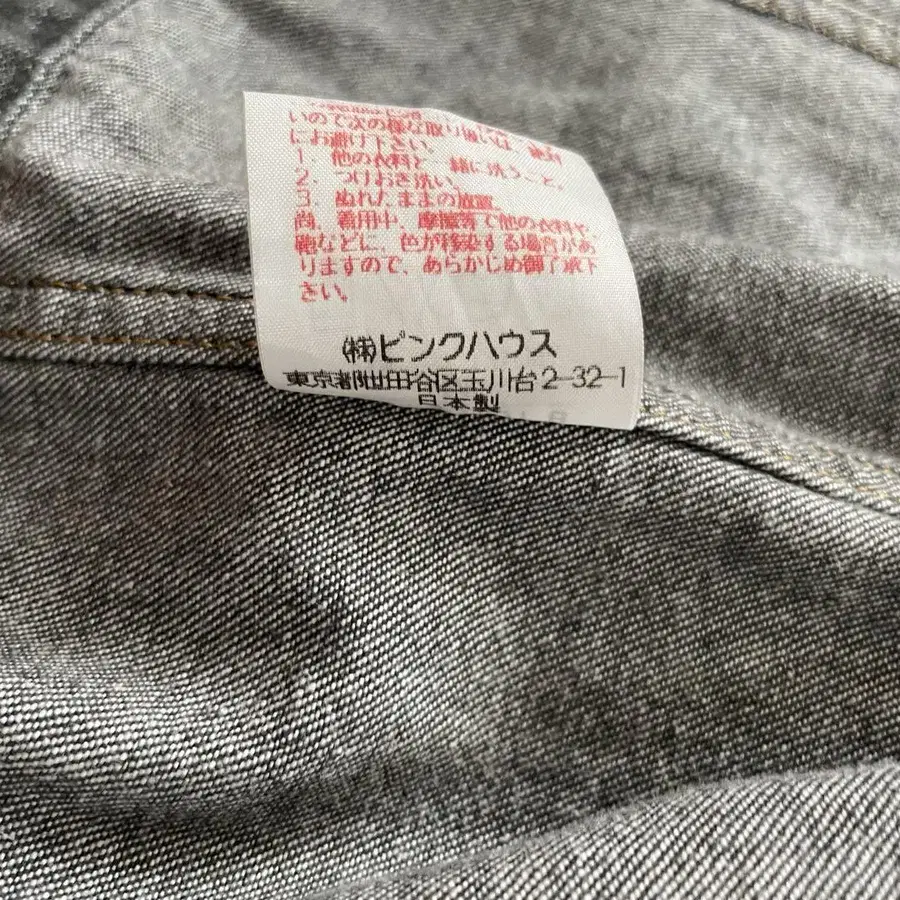 いので次の様な取り扱いは、絶対
にお避け下さい。
1. 他の衣料と一緒に洗うこと。
2. つけおき洗い。
3. ぬれたままの放置。
尚、着用中、摩擦等で他の衣料や、
鞄などに、色が移染する場合があ
りますので、あらかじめ御了承下
さい。
㈱ピンクハウス
東京都世田谷区玉川台2-32-1
日本製